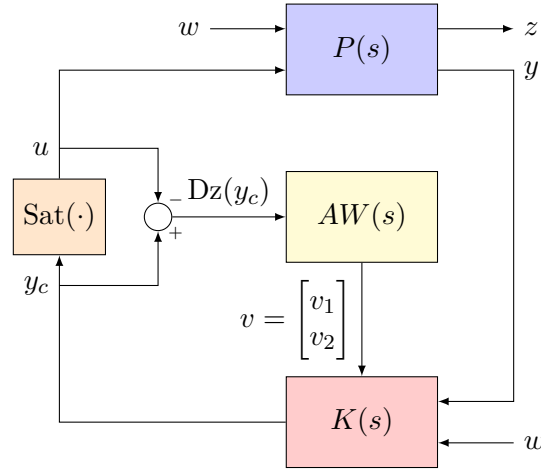 w
P(s)
z
y
u
−
Dz(y_c)
Sat(·)
+
AW(s)
y_c
v = [v_1
v_2]
K(s)
w